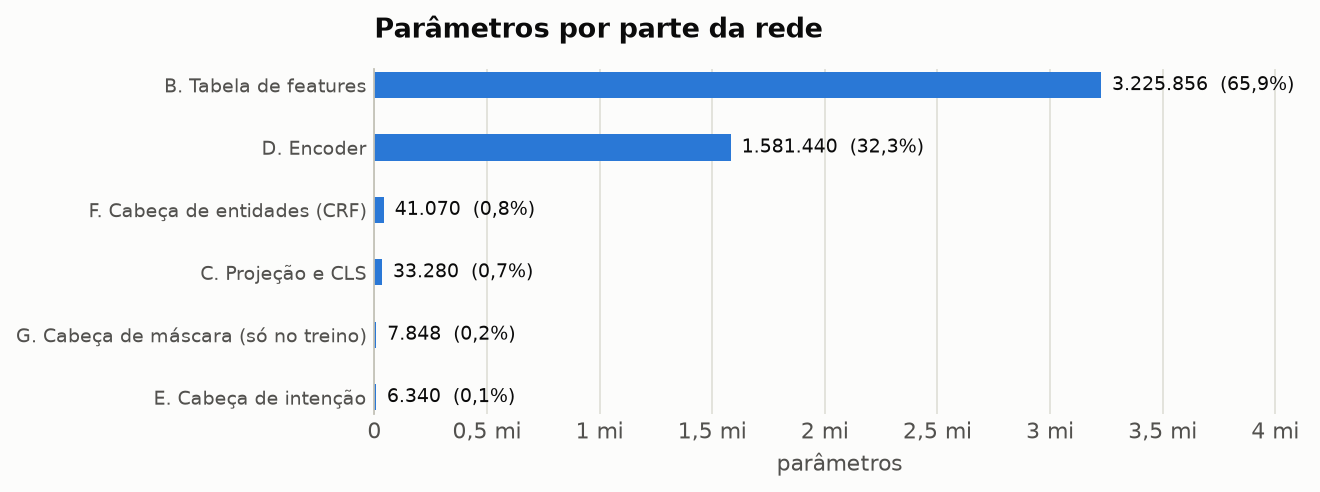 Parâmetros por parte da rede
B. Tabela de features 3.225.856 (65,9%)
D. Encoder 1.581.440 (32,3%)
F. Cabeça de entidades (CRF) 41.070 (0,8%)
C. Projeção e CLS 33.280 (0,7%)
G. Cabeça de máscara (só no treino) 7.848 (0,2%)
E. Cabeça de intenção 6.340 (0,1%)
0 0,5 mi 1 mi 1,5 mi 2 mi 2,5 mi 3 mi 3,5 mi 4 mi
parâmetros